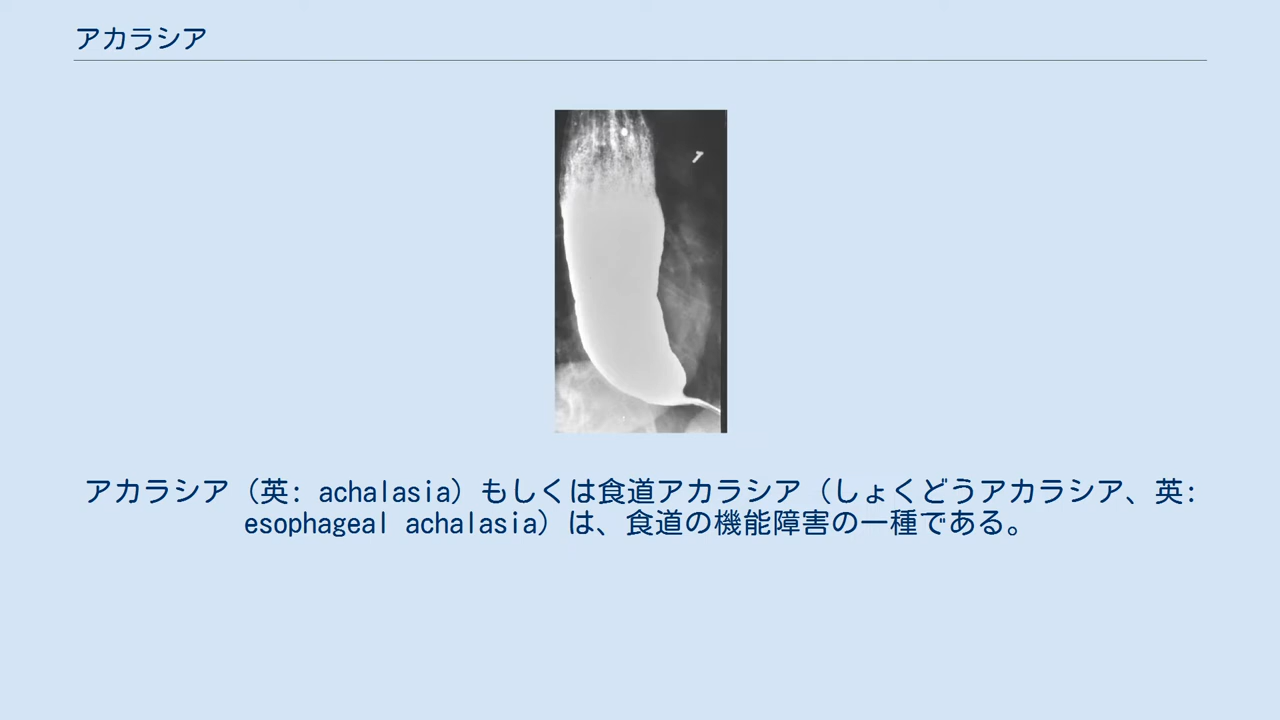 アカラシア
1
アカラシア（英: achalasia）もしくは食道アカラシア（しょくどうアカラシア、英:
esophageal achalasia）は、食道の機能障害の一種である。